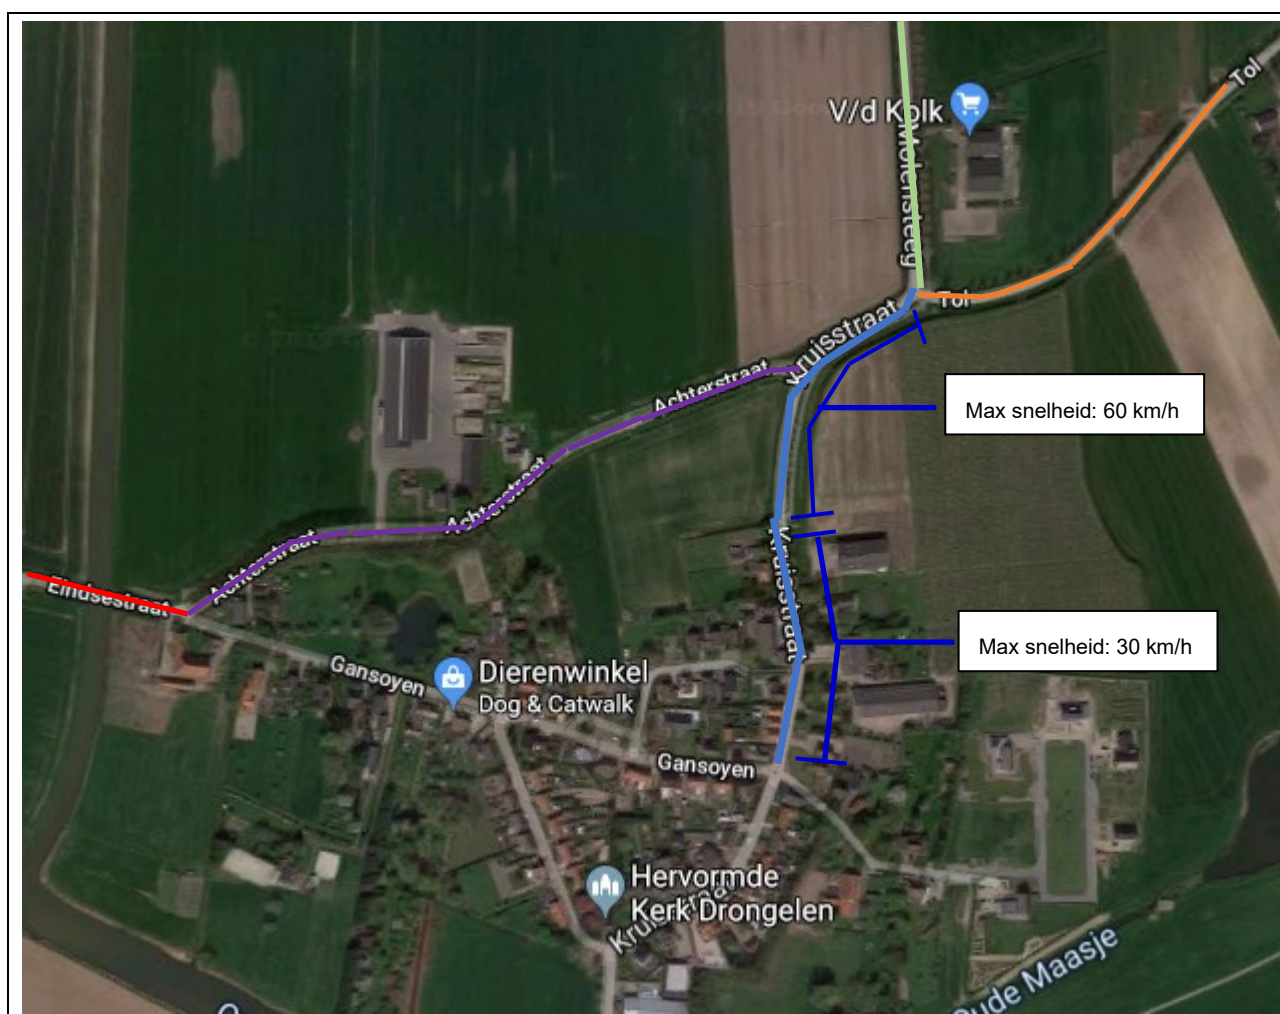 Tol
V/d Kolk
Molensteeg
Tol
Kruisstraat
Achterstraat
Max snelheid: 60 km/h
Achterstraat
Achterstraat
Kruisstraat
Eindsestraat
Max snelheid: 30 km/h
Gansoyen
Dierenwinkel
Dog & Catwalk
Gansoyen
Hervormde
Kerk Drongelen
Kruisstraat
Oude Maasje